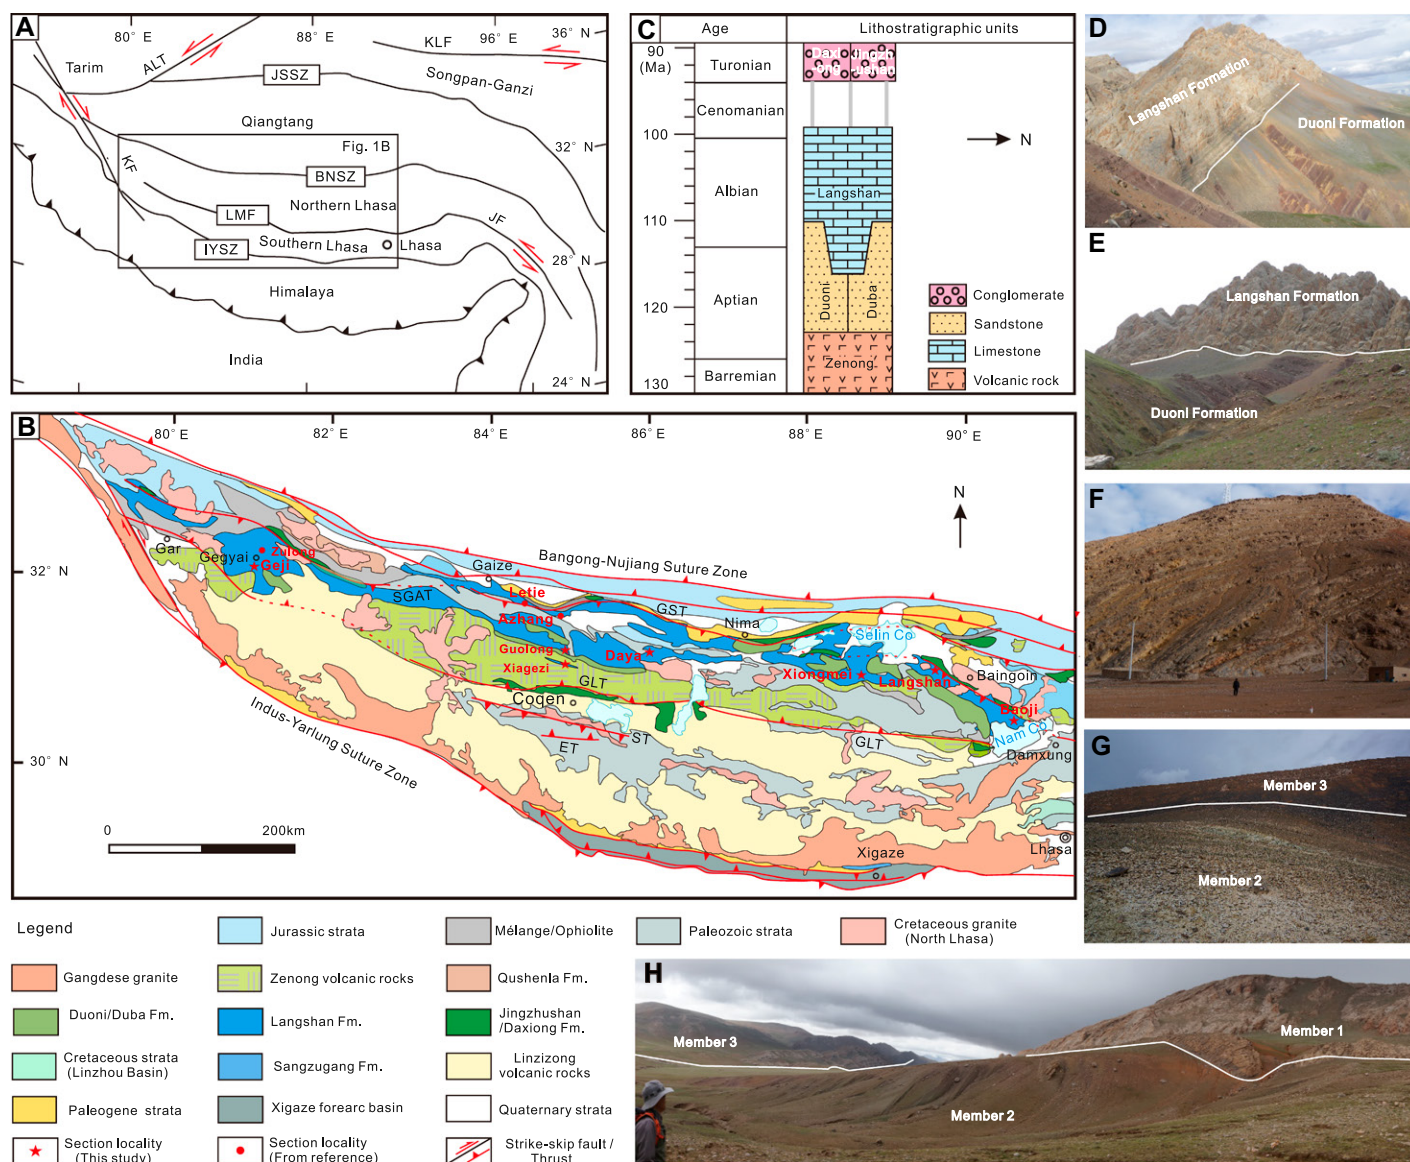 A
80° E
88° E
96° E
36° N
KLF
Tarim
ALT
JSSZ
Songpan-Ganzi
Qiangtang
32° N
Fig. 1B
KF
BNSZ
Northern Lhasa
LMF
JF
Southern Lhasa
Lhasa
IYSZ
28° N
Himalaya
India
24° N
C
Age
Lithostratigraphic units
90
(Ma)
Turonian
Daxi
ong
Jingzh
ushan
Cenomanian
100
N
Albian
Langshan
110
Aptian
Duoni
Duba
120
Zenong
Barremian
130
Conglomerate
Sandstone
Limestone
Volcanic rock
D
Langshan Formation
Duoni Formation
E
Langshan Formation
Duoni Formation
F
G
Member 3
Member 2
H
Member 3
Member 1
Member 2
B
80° E
82° E
84° E
86° E
88° E
90° E
N
Gar
Gegyai
Zulong
Geji
32° N
Gaize
Bangong-Nujiang Suture Zone
SGAT
Letie
GST
Azhang
Nima
Selin Co
Guolong
Daya
Xiagezi
Xiongmei
Langshan
Baingoin
GLT
Coqen
Baoji
Nam Co
Indus-Yarlung Suture Zone
ST
ET
GLT
Damxung
30° N
0
200km
Xigaze
Lhasa
Legend
Jurassic strata
Mélange/Ophiolite
Paleozoic strata
Cretaceous granite
(North Lhasa)
Gangdese granite
Zenong volcanic rocks
Qushenla Fm.
Duoni/Duba Fm.
Langshan Fm.
Jingzhushan
/Daxiong Fm.
Cretaceous strata
(Linzhou Basin)
Sangzugang Fm.
Linzizong
volcanic rocks
Paleogene strata
Xigaze forearc basin
Quaternary strata
Section locality
(This study)
Section locality
(From reference)
Strike-skip fault /
Thrust